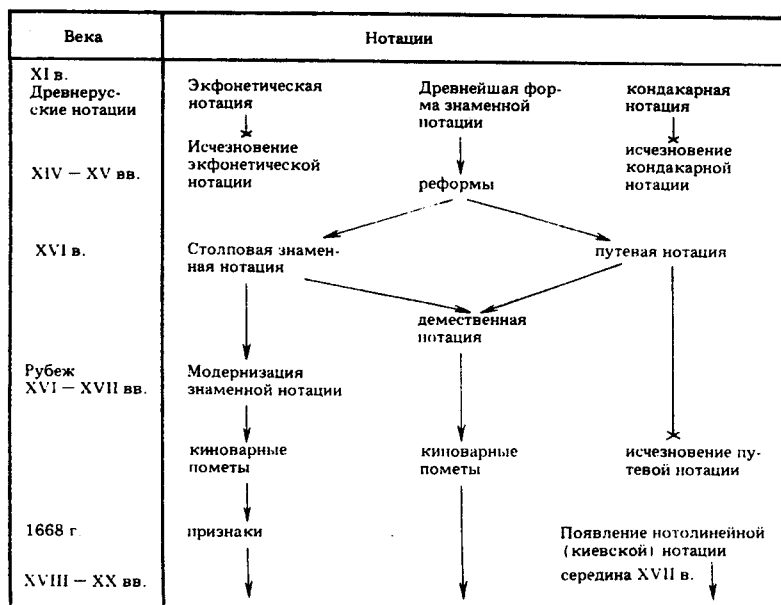 Века
Нотации
XI в.
Древнерус-
ские нотации
Экфонетическая
нотация
Древнейшая фор-
ма знаменной
нотации
кондакарная
нотация
XIV — XV вв.
Исчезновение
экфонетической
нотации
реформы
исчезновение
кондакарной
нотации
XVI в.
Столповая знамен-
ная нотация
путеная нотация
демественная
нотация
Рубеж
XVI — XVII вв.
Модернизация
знаменной нотации
киноварные
пометы
киноварные
пометы
исчезновение пу-
тевой нотации
1668 г.
признаки
Появление нотолинейной
(киевской) нотации
середина XVII в.
XVIII — XX вв.